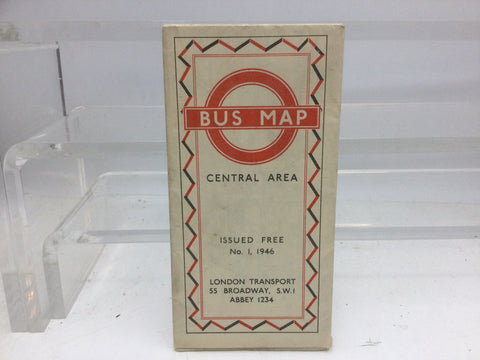 BUS MAP
CENTRAL AREA
ISSUED FREE
No. 1, 1946
LONDON TRANSPORT
55 BROADWAY, S.W.1
ABBEY 1234